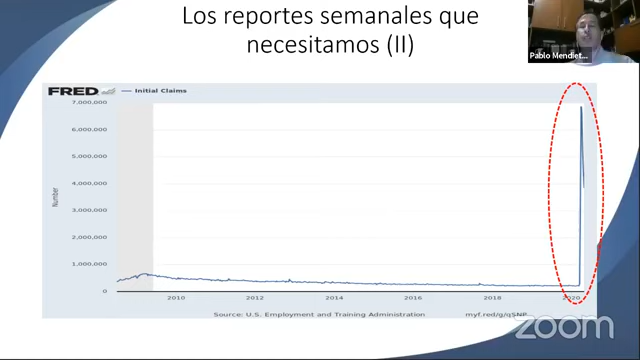 Los reportes semanales que
necesitamos (II)
Pablo Mendiet...
FRED — Initial Claims
7,000,000
6,000,000
5,000,000
4,000,000
3,000,000
2,000,000
1,000,000
0
Number
2010 2012 2014 2016 2018 2020
Source: U.S. Employment and Training Administration myf.red/g/qSNP
zoom